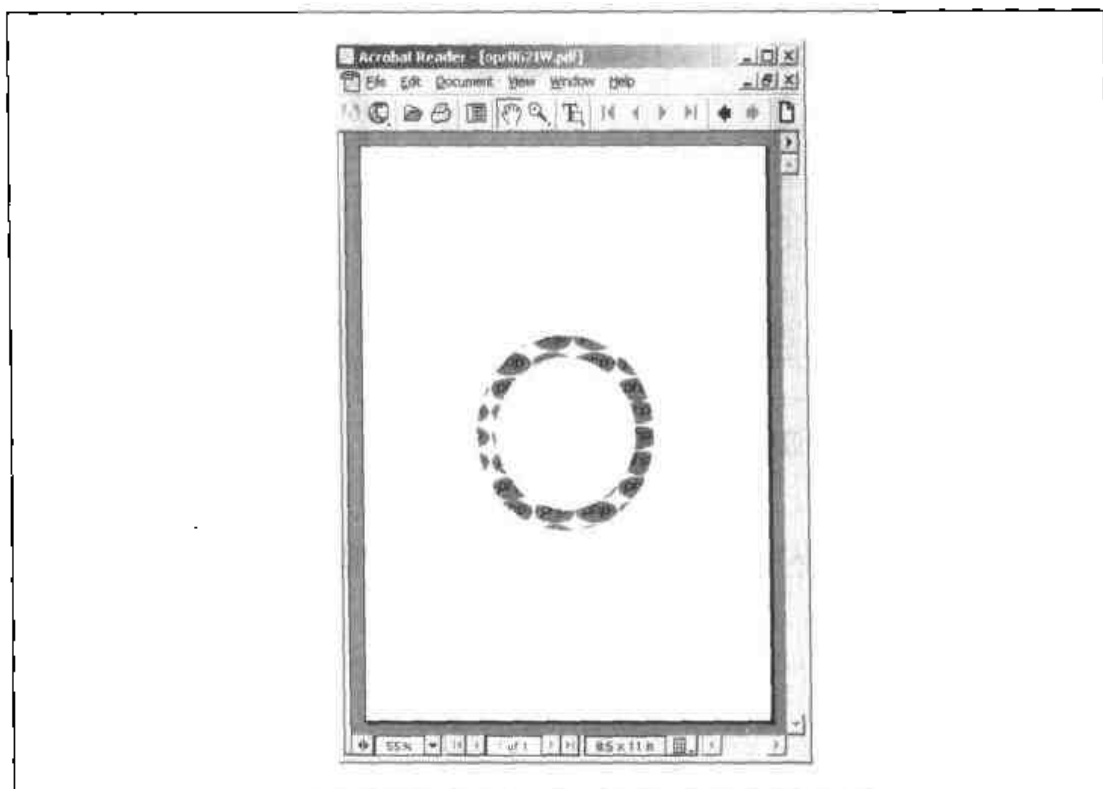 Acrobat Reader - [opr0621W.pdf]
File Edit Document View Window Help
55% of 1 8.5 x 11 in